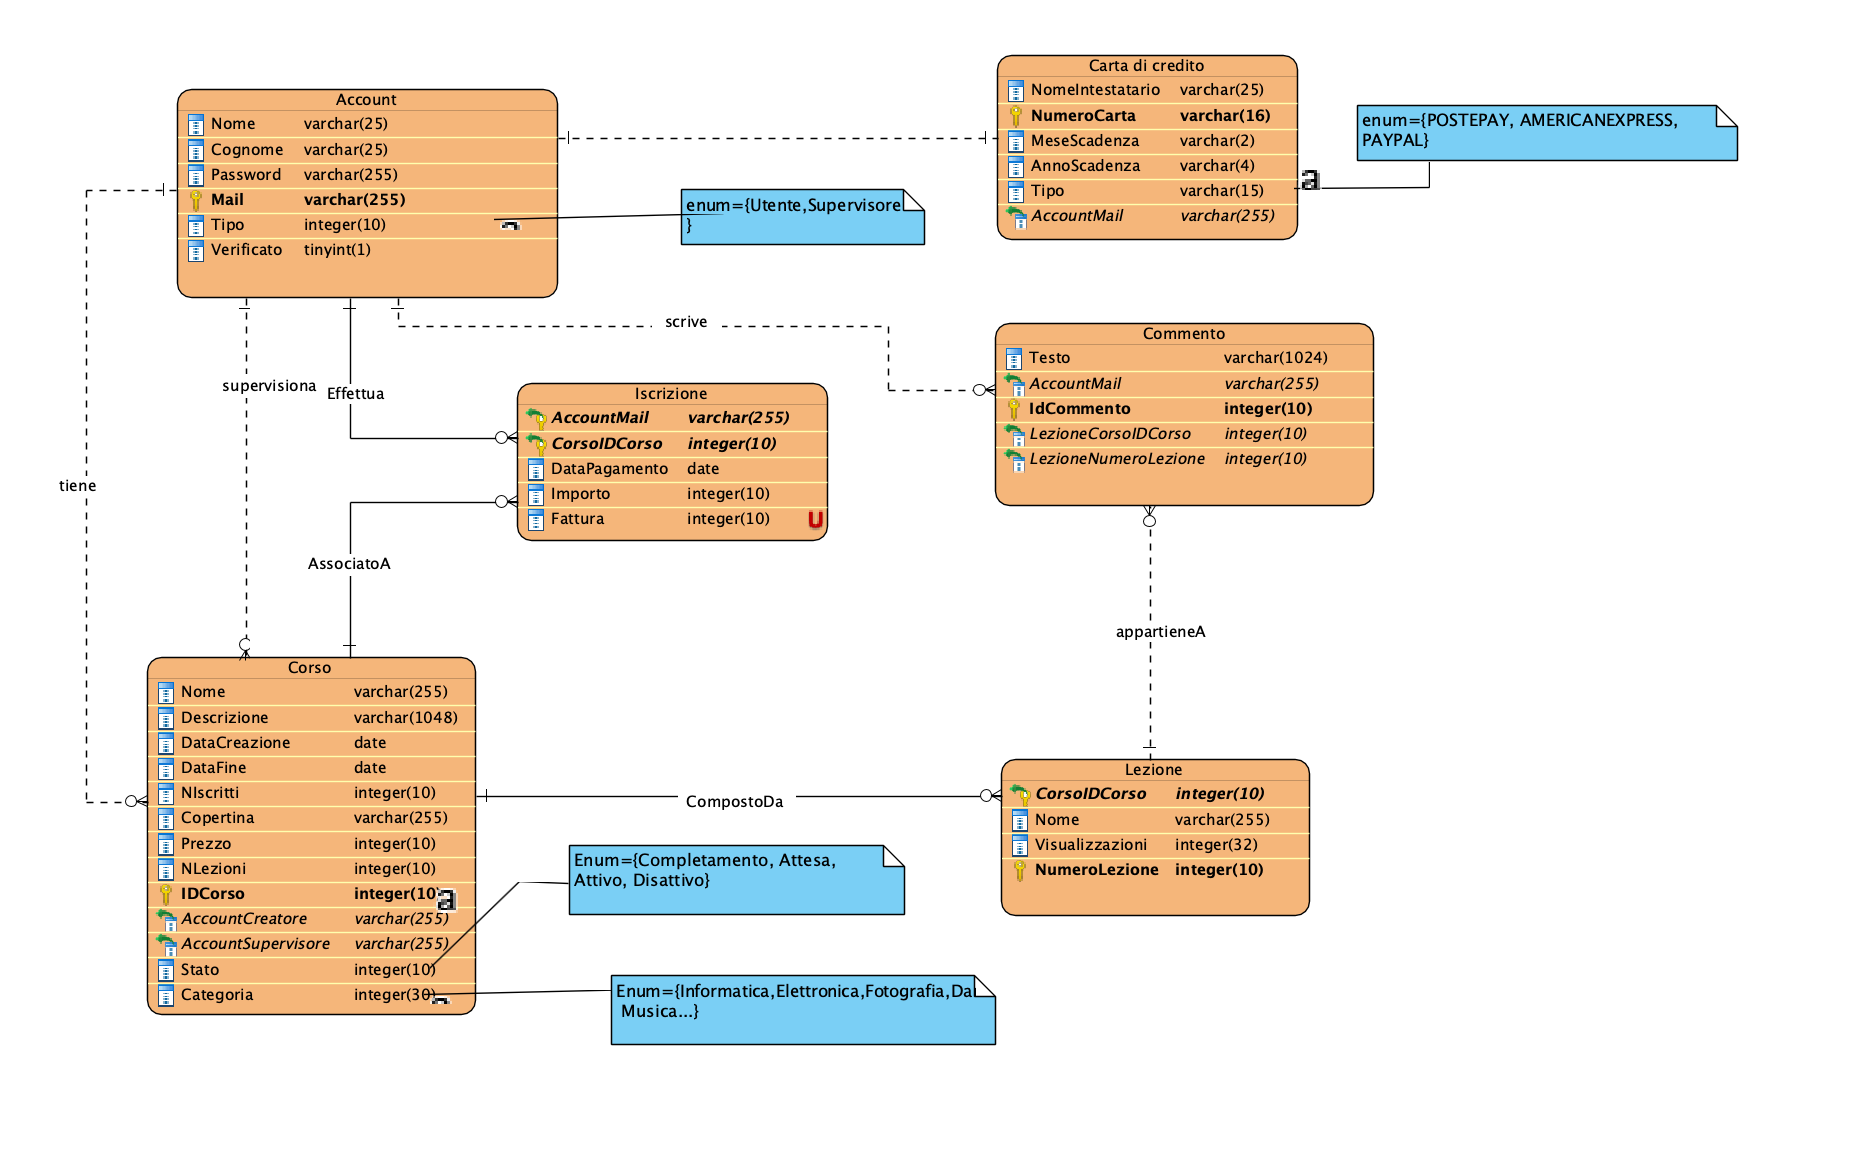 Account
Nome varchar(25)
Cognome varchar(25)
Password varchar(255)
Mail varchar(255)
Tipo integer(10)
Verificato tinyint(1)
Carta di credito
NomeIntestatario varchar(25)
NumeroCarta varchar(16)
MeseScadenza varchar(2)
AnnoScadenza varchar(4)
Tipo varchar(15)
AccountMail varchar(255)
a
enum={POSTEPAY, AMERICANEXPRESS,
PAYPAL}
enum={Utente,Supervisore
}
scrive
supervisiona
Effettua
tiene
AssociatoA
Iscrizione
AccountMail varchar(255)
CorsoIDCorso integer(10)
DataPagamento date
Importo integer(10)
Fattura integer(10) U
Commento
Testo varchar(1024)
AccountMail varchar(255)
IdCommento integer(10)
LezioneCorsoIDCorso integer(10)
LezioneNumeroLezione integer(10)
appartieneA
Corso
Nome varchar(255)
Descrizione varchar(1048)
DataCreazione date
DataFine date
NIscritti integer(10)
Copertina varchar(255)
Prezzo integer(10)
NLezioni integer(10)
IDCorso integer(10) a
AccountCreatore varchar(255)
AccountSupervisore varchar(255)
Stato integer(10)
Categoria integer(30)
CompostoDa
Lezione
CorsoIDCorso integer(10)
Nome varchar(255)
Visualizzazioni integer(32)
NumeroLezione integer(10)
Enum={Completamento, Attesa,
Attivo, Disattivo}
Enum={Informatica,Elettronica,Fotografia,
Musica...}